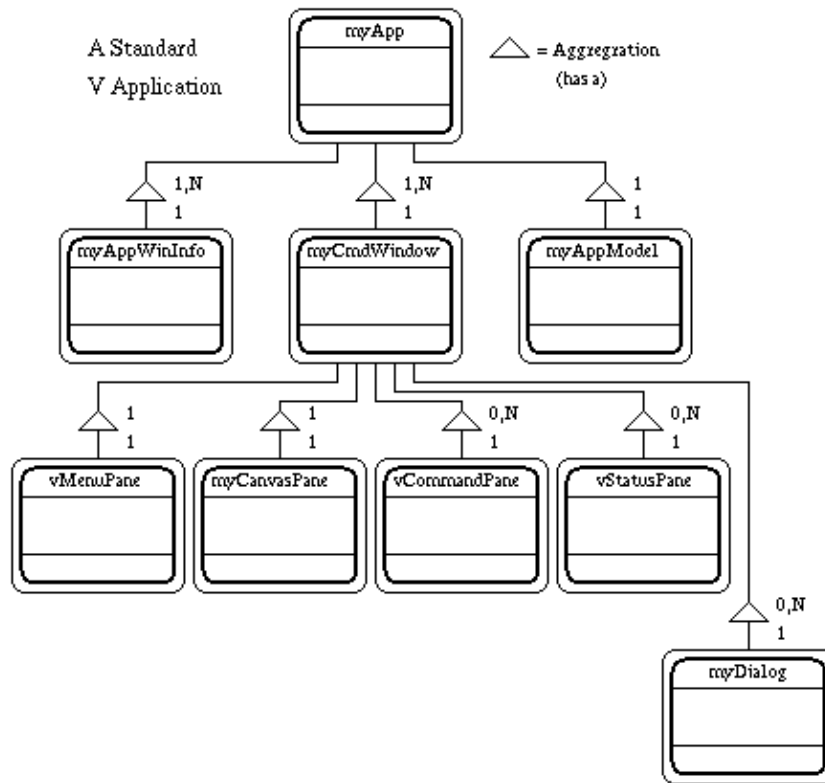 myApp
A Standard
V Application
= Aggregration
(has a)
1,N
1
1,N
1
1
1
myAppWinInfo
myCmdWindow
myAppModel
1
1
1
1
0,N
1
0,N
1
vMenuPane
myCanvasPane
vCommandPane
vStatusPane
0,N
1
myDialog